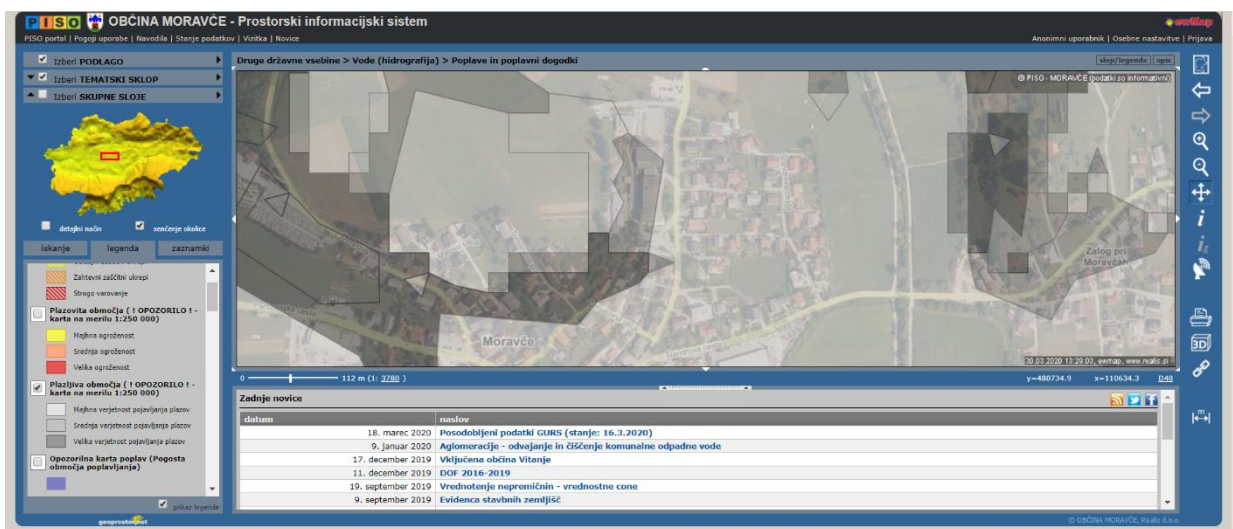 PISO OBČINA MORAVČE - Prostorski informacijski sistem
ewMap
PISO portal | Pogoji uporabe | Navodila | Stanje podatkov | Vizitka | Novice
Anonimni uporabnik | Osebne nastavitve | Prijava
Izberi PODLAGO
Izberi TEMATSKI SKLOP
Izberi SKUPNE SLOJE
detajlni način
senčenje okolice
iskanje
legenda
zaznamki
Zahtevni zaščitni ukrepi
Strogo varovanje
Plazovita območja ( ! OPOZORILO ! -
karta na merilu 1:250 000)
Majhna ogroženost
Srednja ogroženost
Velika ogroženost
Plazljiva območja ( ! OPOZORILO ! -
karta na merilu 1:250 000)
Majhna verjetnost pojavljanja plazov
Srednja verjetnost pojavljanja plazov
Velika verjetnost pojavljanja plazov
Opozorilna karta poplav (Pogosta
območja poplavljanja)
prikaz legende
geoprostor.net
Druge državne vsebine > Vode (hidrografija) > Poplave in poplavni dogodki
sloji/legenda
opis
© PISO - MORAVČE (podatki so informativni)
Zalog pri
Moravčah
Moravče
30.03.2020 13:29:03, ewmap, www.realis.si
0
112 m (1: 3780 )
y=480734.9
x=110634.3
D48
Zadnje novice
datum naslov
18. marec 2020 Posodobljeni podatki GURS (stanje: 16.3.2020)
9. januar 2020 Aglomeracije - odvajanje in čiščenje komunalne odpadne vode
17. december 2019 Vključena občina Vitanje
11. december 2019 DOF 2016-2019
19. september 2019 Vrednotenje nepremičnin - vrednostne cone
9. september 2019 Evidenca stavbnih zemljišč
3D
m
© OBČINA MORAVČE, Realis d.o.o.